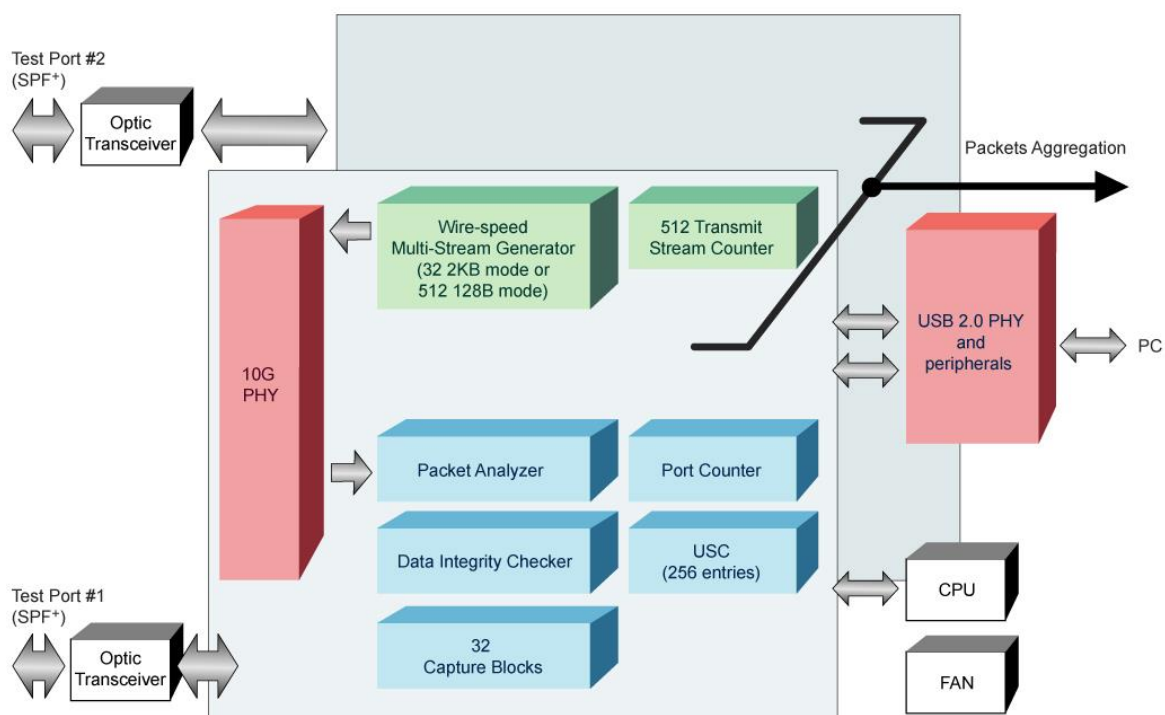 Test Port #2
(SPF+)
Optic
Transceiver
Packets Aggregation
Wire-speed
Multi-Stream Generator
(32 2KB mode or
512 128B mode)
512 Transmit
Stream Counter
USB 2.0 PHY
and
peripherals
PC
10G
PHY
Packet Analyzer
Port Counter
Data Integrity Checker
USC
(256 entries)
CPU
Test Port #1
(SPF+)
Optic
Transceiver
32
Capture Blocks
FAN